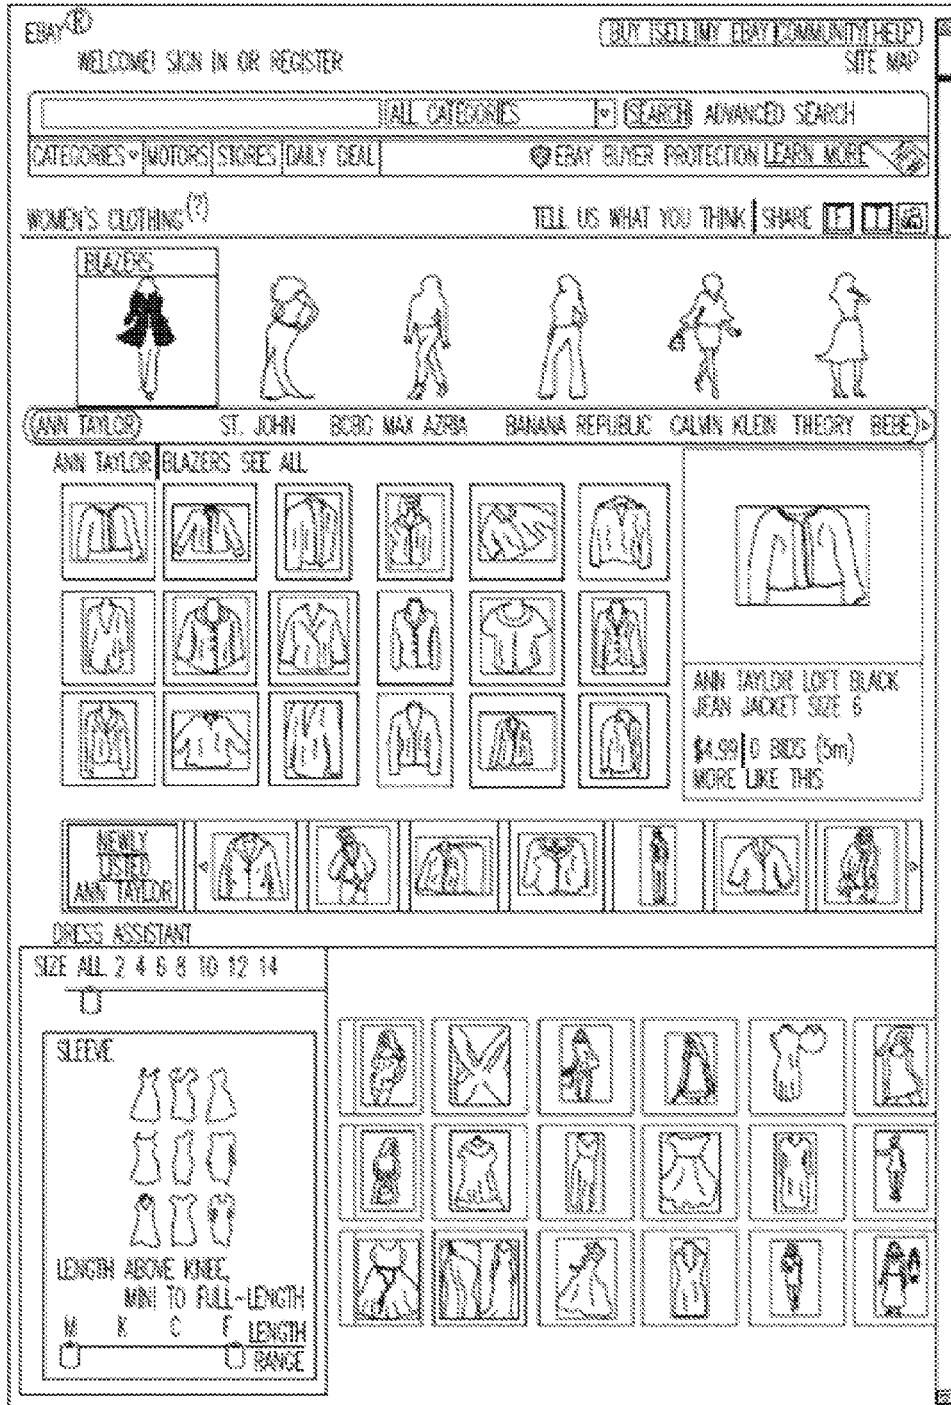 EBAY®
BUY SELL MY EBAY COMMUNITY HELP
WELCOME! SIGN IN OR REGISTER
SITE MAP
ALL CATEGORIES SEARCH ADVANCED SEARCH
CATEGORIES MOTORS STORES DAILY DEAL EBAY BUYER PROTECTION LEARN MORE
WOMEN'S CLOTHING (?) TELL US WHAT YOU THINK SHARE F T
BLAZERS
ANN TAYLOR ST. JOHN BCBG MAX AZRIA BANANA REPUBLIC CALVIN KLEIN THEORY BEBE
ANN TAYLOR BLAZERS SEE ALL
ANN TAYLOR LOFT BLACK
JEAN JACKET SIZE 6
$4.99 0 BIDS (5m)
MORE LIKE THIS
NEWLY
LISTED
ANN TAYLOR
DRESS ASSISTANT
SIZE ALL 2 4 6 8 10 12 14
SLEEVE
LENGTH ABOVE KNEE,
MINI TO FULL-LENGTH
M K C F LENGTH
RANGE